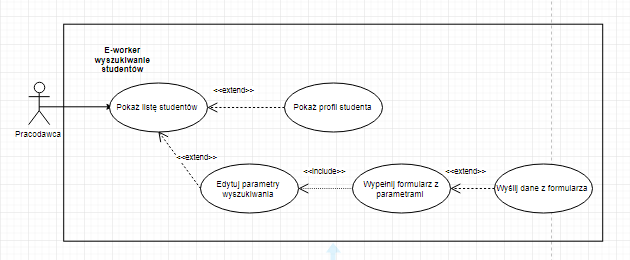 E-worker
wyszukiwanie
studentów
<<extend>>
Pokaż listę studentów
Pokaż profil studenta
Pracodawca
<<extend>>
<<include>>
<<extend>>
Edytuj parametry
wyszukiwania
Wypełnij formularz z
parametrami
Wyślij dane z formularza